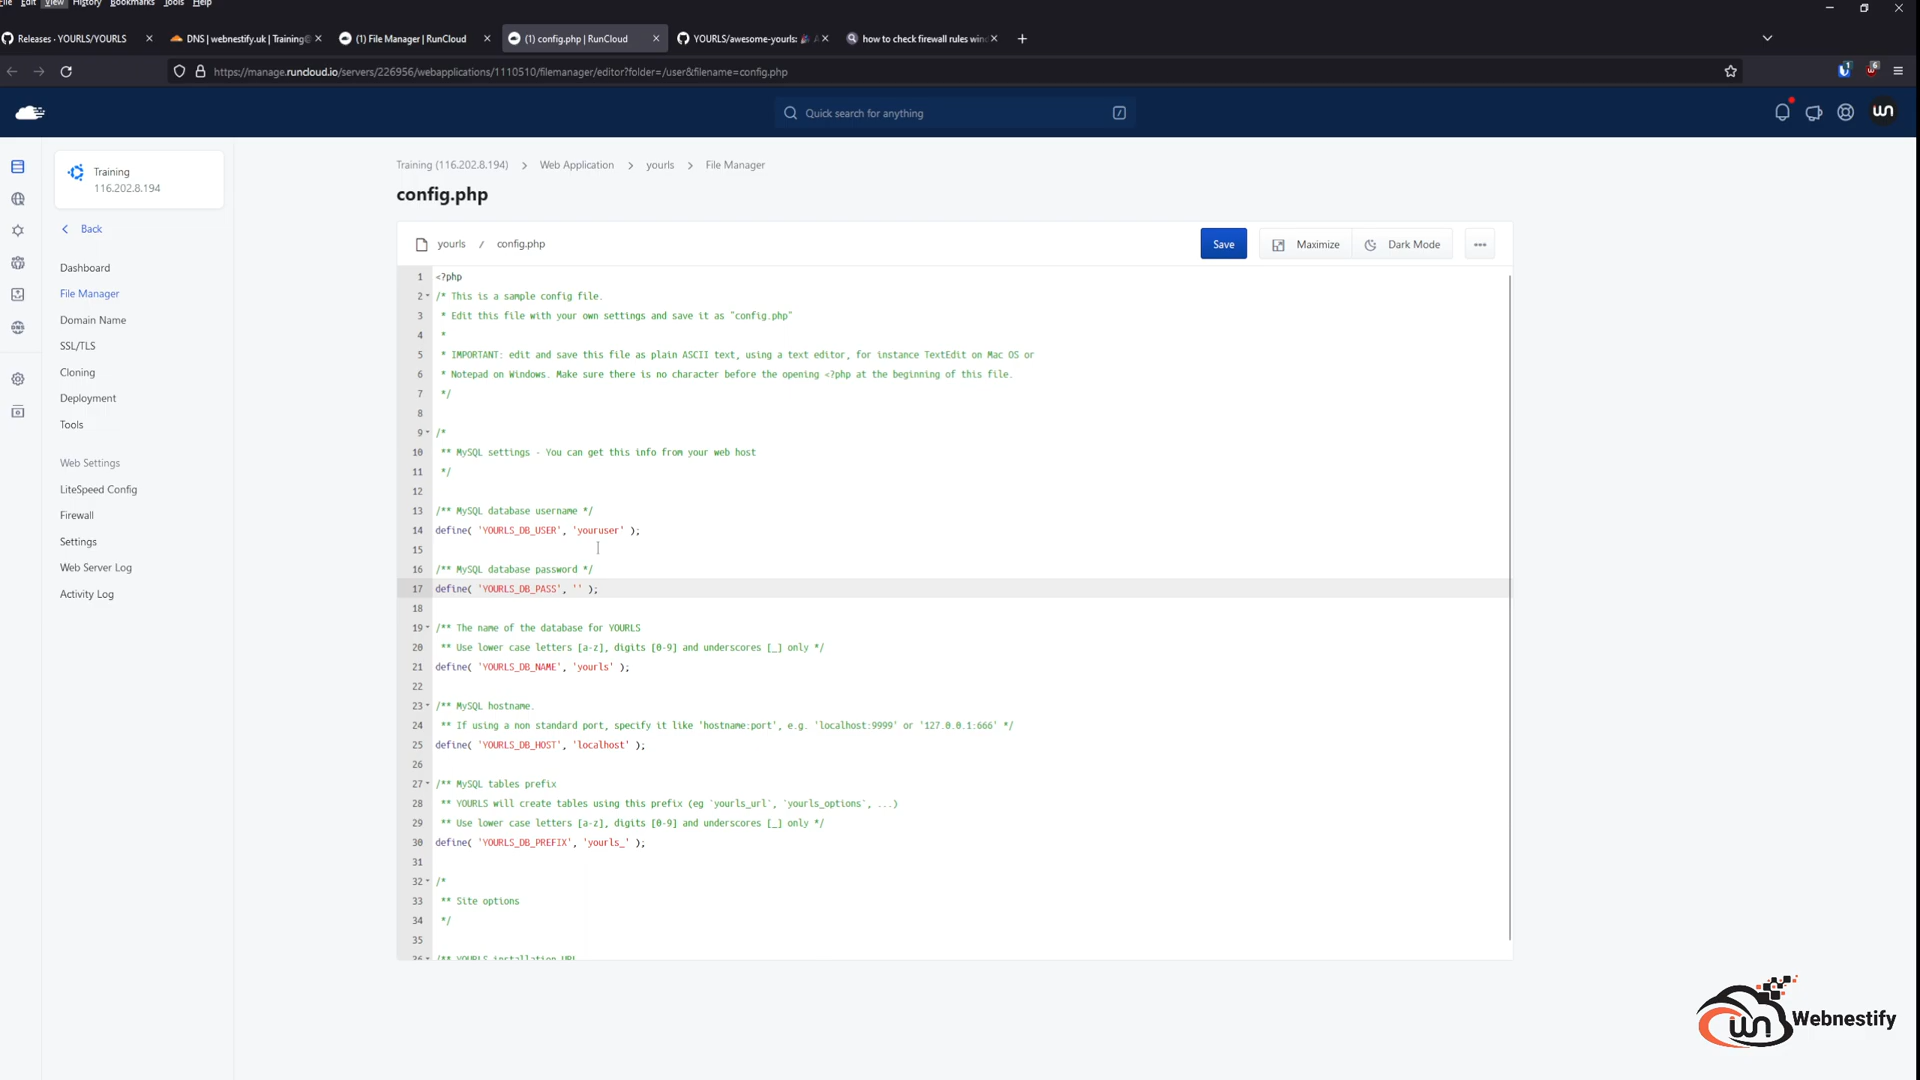 File Edit View History Bookmarks Tools Help
Releases · YOURLS/YOURLS
DNS | webnestify.uk | Training@
(1) File Manager | RunCloud
(1) config.php | RunCloud
YOURLS/awesome-yourls: 🎉 A
how to check firewall rules wind
https://manage.runcloud.io/servers/226956/webapplications/1110510/filemanager/editor?folder=/user&filename=config.php
1
6
Quick search for anything
/
un
Training
116.202.8.194
Back
Dashboard
File Manager
Domain Name
SSL/TLS
Cloning
Deployment
Tools
Web Settings
LiteSpeed Config
Firewall
Settings
Web Server Log
Activity Log
DNS
Training (116.202.8.194) > Web Application > yourls > File Manager
config.php
yourls / config.php
Save
Maximize
Dark Mode
1 <?php
2 /* This is a sample config file.
3 * Edit this file with your own settings and save it as "config.php"
4 *
5 * IMPORTANT: edit and save this file as plain ASCII text, using a text editor, for instance TextEdit on Mac OS or
6 * Notepad on Windows. Make sure there is no character before the opening <?php at the beginning of this file.
7 */
8
9 /*
10 ** MySQL settings - You can get this info from your web host
11 */
12
13 /** MySQL database username */
14 define( 'YOURLS_DB_USER', 'youruser' );
15
16 /** MySQL database password */
17 define( 'YOURLS_DB_PASS', '' );
18
19 /** The name of the database for YOURLS
20 ** Use lower case letters [a-z], digits [0-9] and underscores [_] only */
21 define( 'YOURLS_DB_NAME', 'yourls' );
22
23 /** MySQL hostname.
24 ** If using a non standard port, specify it like 'hostname:port', e.g. 'localhost:9999' or '127.0.0.1:666' */
25 define( 'YOURLS_DB_HOST', 'localhost' );
26
27 /** MySQL tables prefix
28 ** YOURLS will create tables using this prefix (eg `yourls_url`, `yourls_options`, ...)
29 ** Use lower case letters [a-z], digits [0-9] and underscores [_] only */
30 define( 'YOURLS_DB_PREFIX', 'yourls_' );
31
32 /*
33 ** Site options
34 */
35
36 /** YOURLS installation URL
un Webnestify